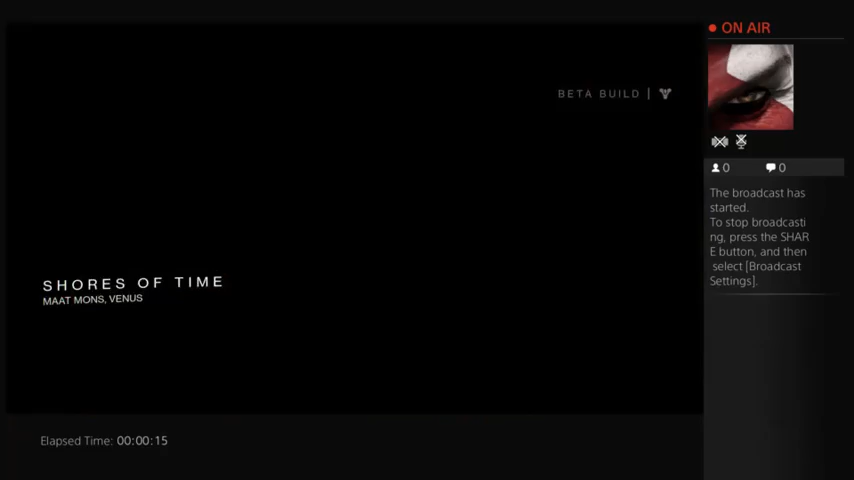 ON AIR
BETA BUILD |
0 0
The broadcast has
started.
To stop broadcasti
ng, press the SHAR
E button, and then
select [Broadcast
Settings].
SHORES OF TIME
MAAT MONS, VENUS
Elapsed Time: 00:00:15